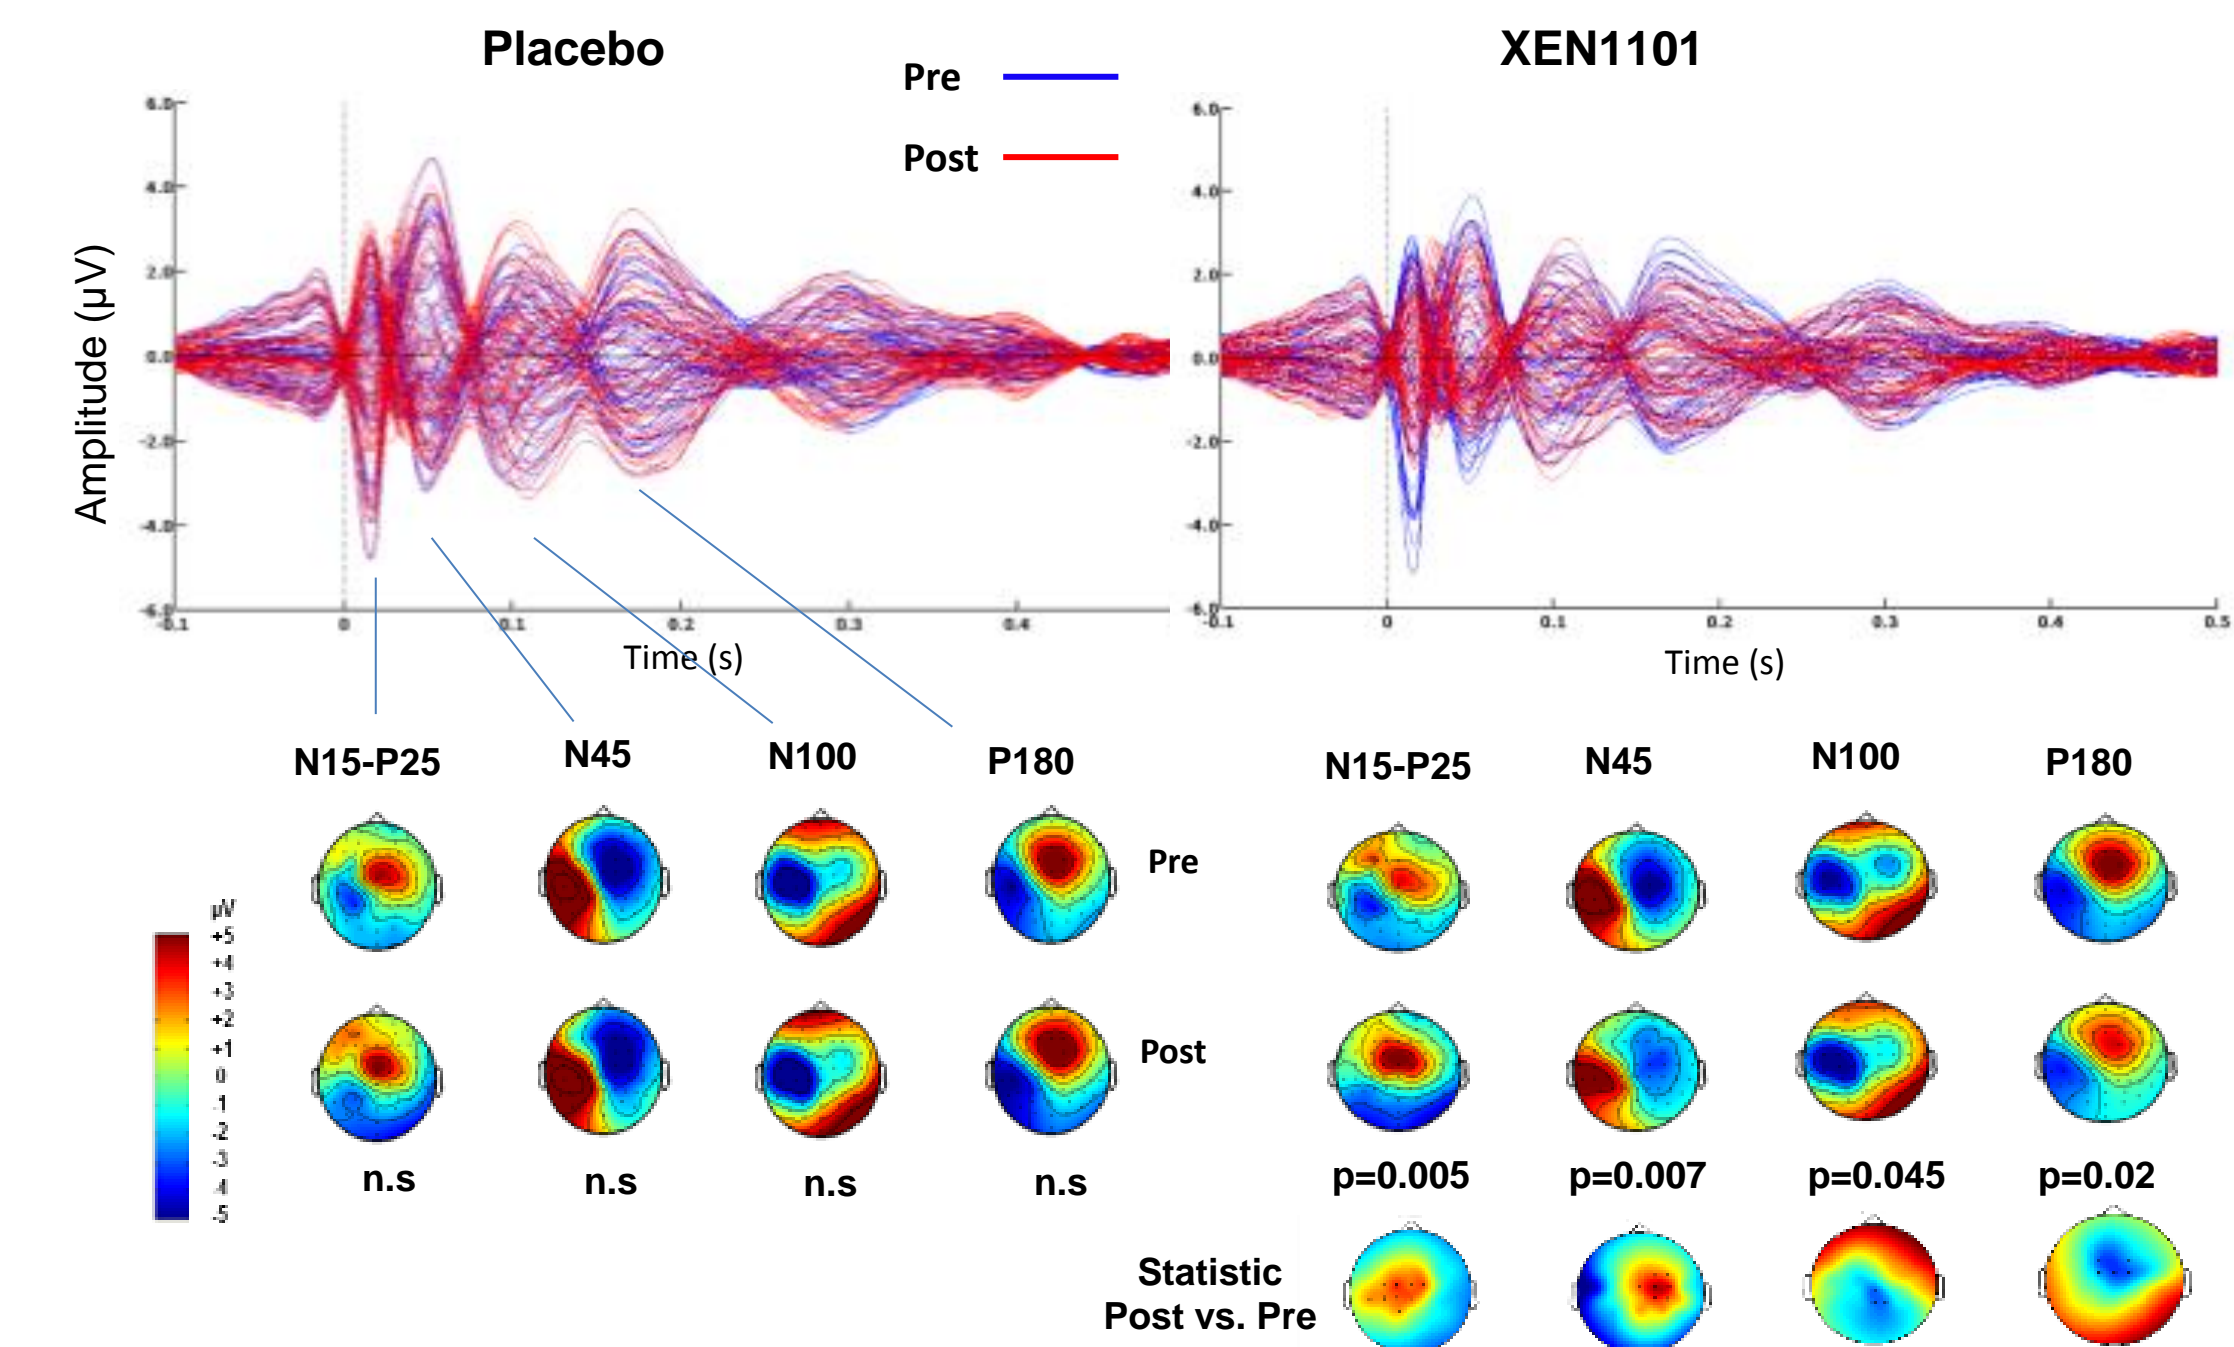 Placebo
XEN1101
Pre
Post
Amplitude (µV)
6.0
4.0
2.0
0.0
-2.0
-4.0
-6.0
-0.1
0
0.1
0.2
0.3
0.4
Time (s)
6.0
4.0
2.0
0.0
-2.0
-4.0
-6.0
-0.1
0
0.1
0.2
0.3
0.4
0.5
Time (s)
N15-P25
N45
N100
P180
N15-P25
N45
N100
P180
Pre
Post
µV
+5
+4
+3
+2
+1
0
-1
-2
-3
-4
-5
n.s
n.s
n.s
n.s
p=0.005
p=0.007
p=0.045
p=0.02
Statistic
Post vs. Pre